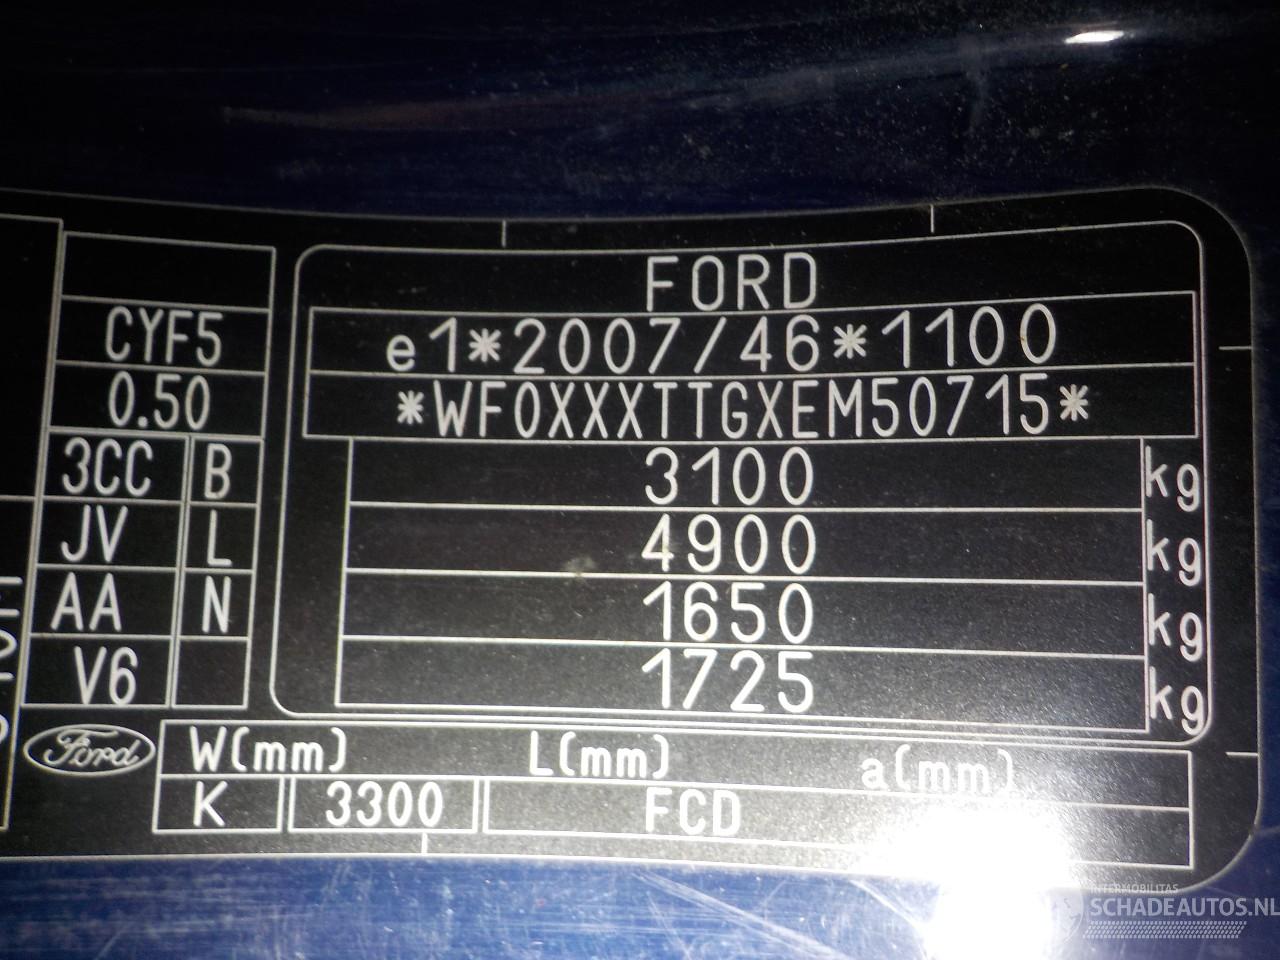 FORD
e1*2007/46*1100
*WF0XXXTTGXEM50715*
3100 kg
4900 kg
1650 kg
1725 kg
CYF5
0.50
3CC B
JV L
AA N
V6
Ford
W(mm) L(mm) a(mm)
K 3300 FCD
INTERMOBILITAS
SCHADEAUTOS.NL